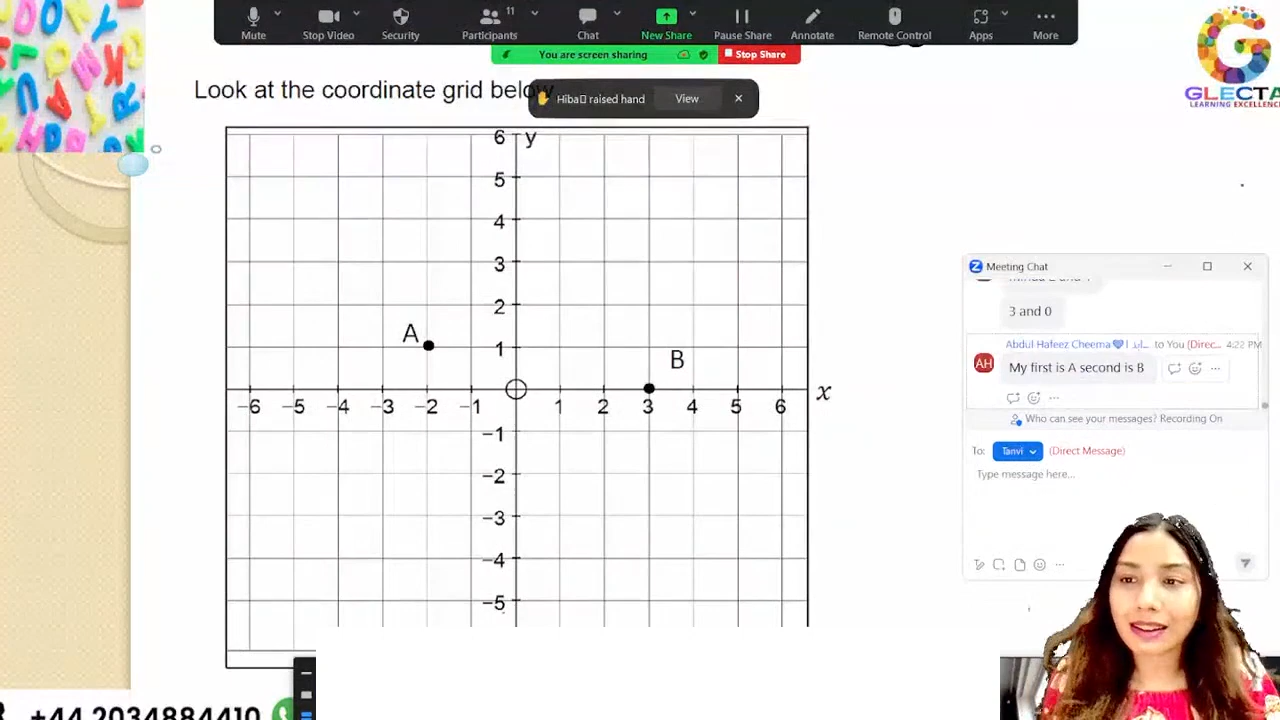 Mute
Stop Video
Security
Participants
11
Chat
New Share
Pause Share
Annotate
Remote Control
Apps
More
You are screen sharing
Stop Share
Look at the coordinate grid below
raised hand
View
GLECTA
LEARNING EXCELLENCE
6
y
5
4
3
2
A
1
B
x
−6
−5
−4
−3
−2
−1
1
2
3
4
5
6
−1
−2
−3
−4
−5
Meeting Chat
3 and 0
Abdul Hafeez Cheema
to You (Direc... 4:22 PM
AH
My first is A second is B
Who can see your messages? Recording On
To: Tanvi (Direct Message)
Type message here...
+44 2034884410